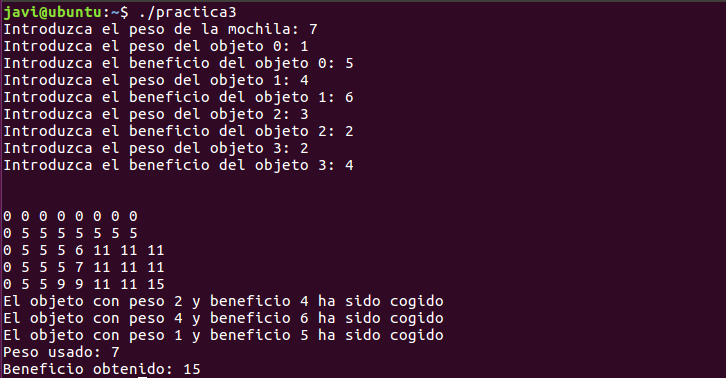 javi@ubuntu:~$ ./practica3
Introduzca el peso de la mochila: 7
Introduzca el peso del objeto 0: 1
Introduzca el beneficio del objeto 0: 5
Introduzca el peso del objeto 1: 4
Introduzca el beneficio del objeto 1: 6
Introduzca el peso del objeto 2: 3
Introduzca el beneficio del objeto 2: 2
Introduzca el peso del objeto 3: 2
Introduzca el beneficio del objeto 3: 4
0 0 0 0 0 0 0 0
0 5 5 5 5 5 5 5
0 5 5 5 6 11 11 11
0 5 5 5 7 11 11 11
0 5 5 9 9 11 11 15
El objeto con peso 2 y beneficio 4 ha sido cogido
El objeto con peso 4 y beneficio 6 ha sido cogido
El objeto con peso 1 y beneficio 5 ha sido cogido
Peso usado: 7
Beneficio obtenido: 15